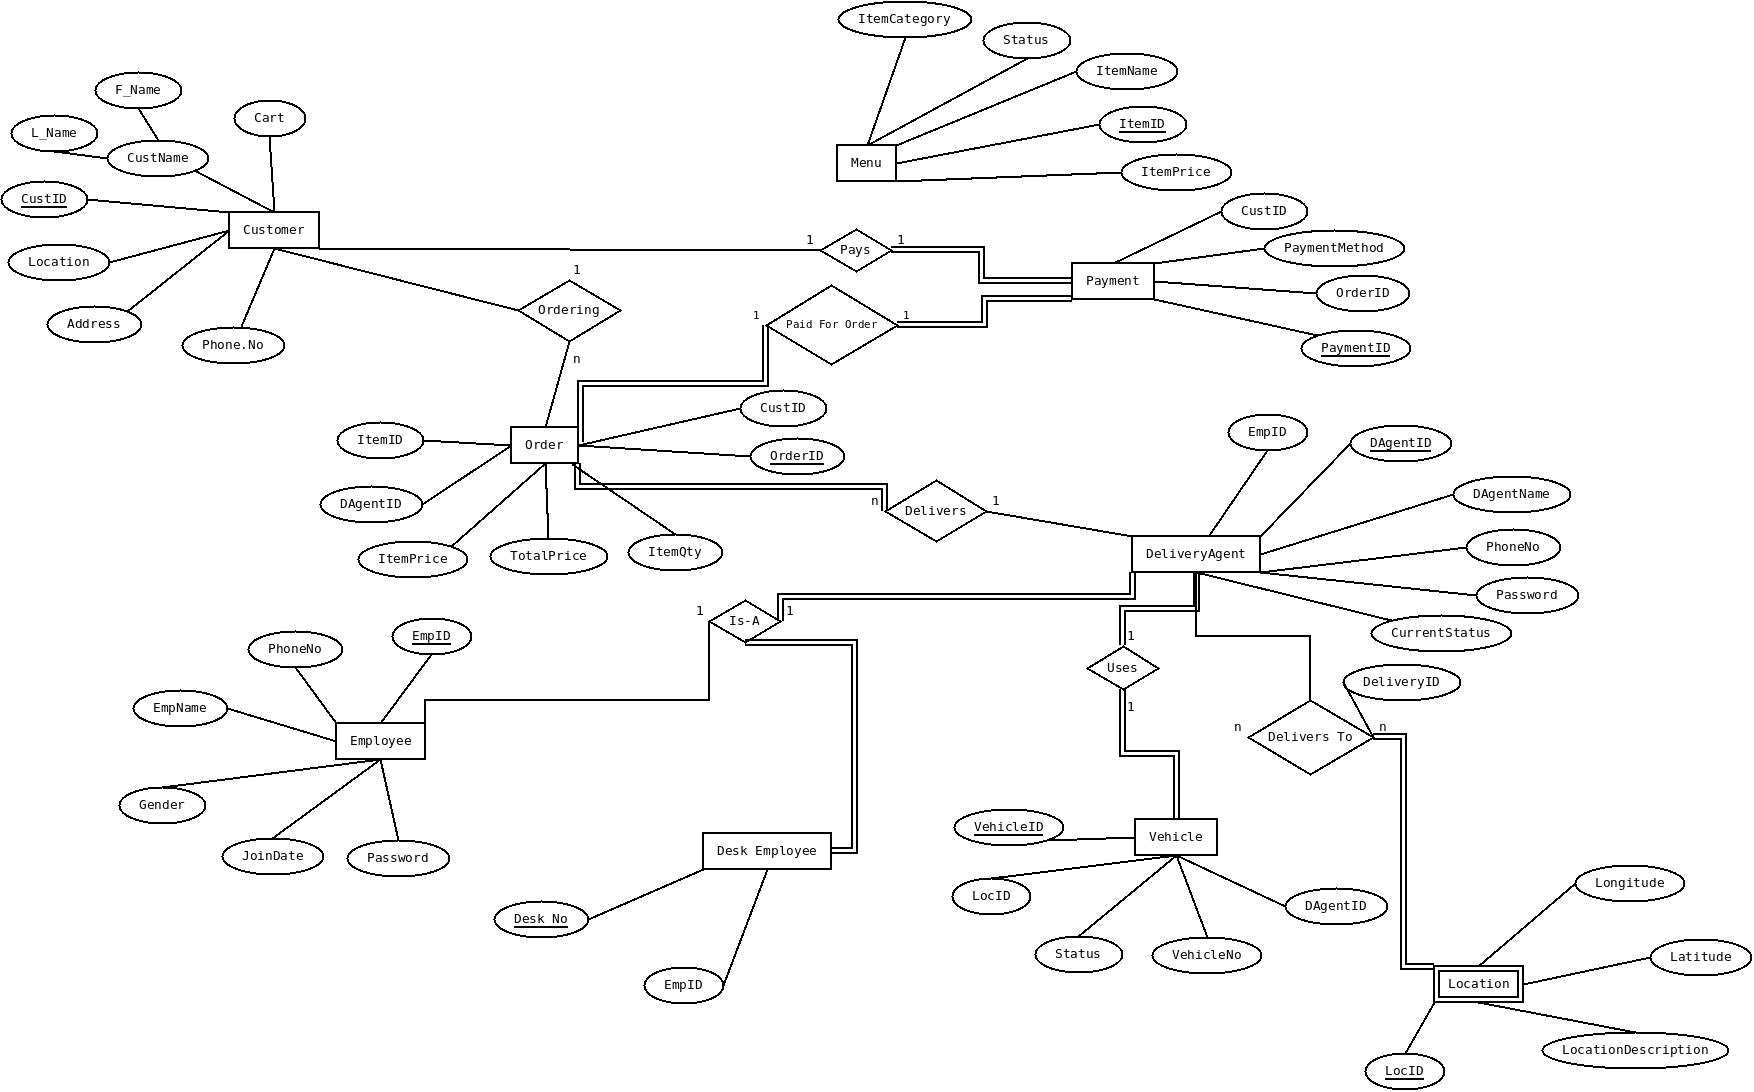 ItemCategory
Status
ItemName
ItemID
ItemPrice
Menu
F_Name
L_Name
CustName
Cart
CustID
Location
Address
Phone.No
Customer
1
Pays
1
CustID
PaymentMethod
OrderID
PaymentID
Payment
1
Ordering
n
1
Paid For Order
1
CustID
OrderID
ItemID
Order
DAgentID
ItemPrice
TotalPrice
ItemQty
n
Delivers
1
EmpID
DAgentID
DAgentName
PhoneNo
Password
CurrentStatus
DeliveryAgent
1
Is-A
1
1
Uses
1
DeliveryID
n
Delivers To
n
PhoneNo
EmpID
EmpName
Employee
Gender
JoinDate
Password
Desk Employee
Desk No
EmpID
VehicleID
Vehicle
LocID
Status
VehicleNo
DAgentID
Longitude
Latitude
Location
LocationDescription
LocID